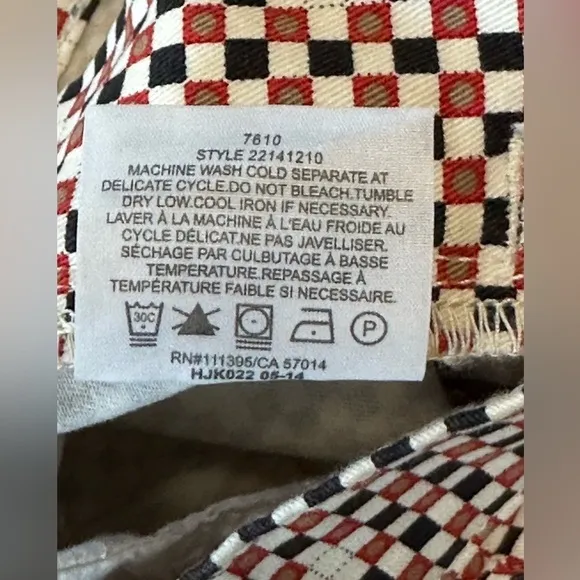 7610
STYLE 22141210
MACHINE WASH COLD SEPARATE AT
DELICATE CYCLE.DO NOT BLEACH.TUMBLE
DRY LOW.COOL IRON IF NECESSARY.
LAVER À LA MACHINE À L'EAU FROIDE AU
CYCLE DÉLICAT.NE PAS JAVELLISER.
SÉCHAGE PAR CULBUTAGE À BASSE
TEMPÉRATURE.REPASSAGE À
TEMPÉRATURE FAIBLE SI NECESSAIRE.
30C P
RN#111395/CA 57014
HJK022 05-14